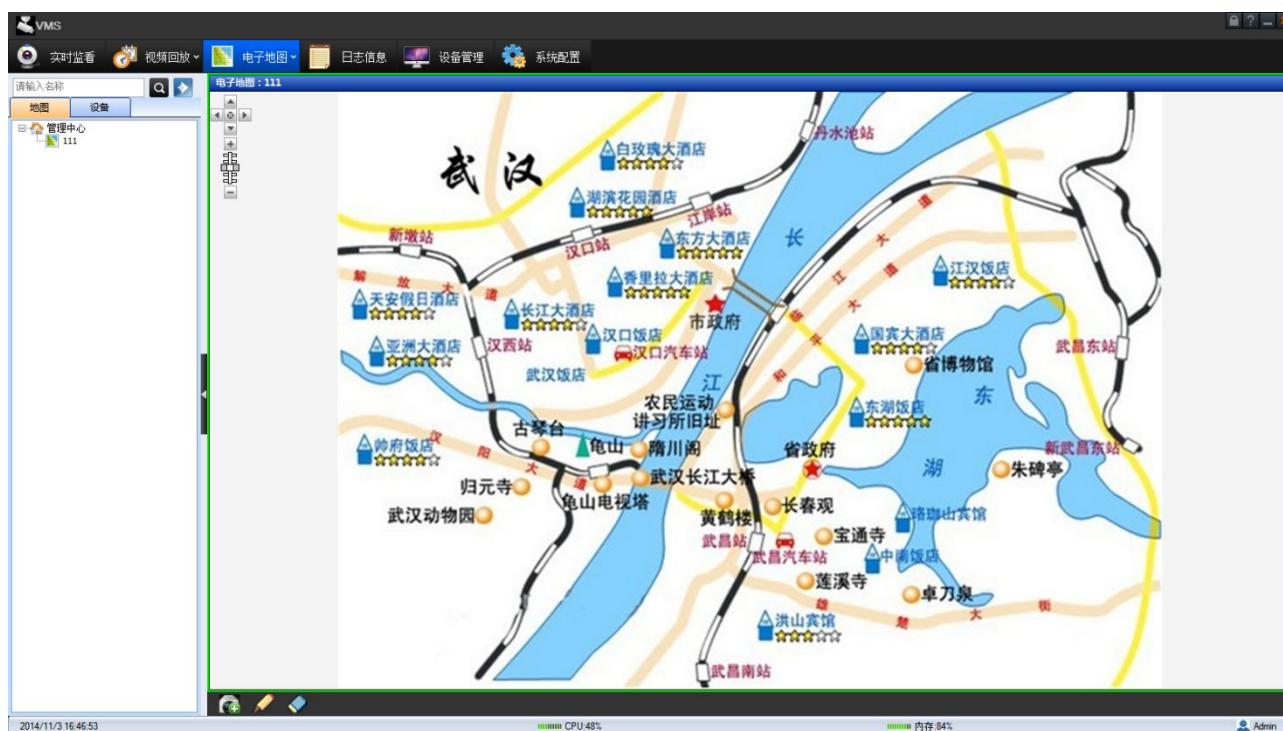 VMS
实时监看 视频回放 电子地图 日志信息 设备管理 系统配置
请输入名称
地图 设备
管理中心
111
电子地图：111
武汉
丹水池站
白玫瑰大酒店
湖滨花园酒店
江岸站
新墩站
汉口站
东方大酒店
长
解放大道
香里拉大酒店
江汉饭店
天安假日酒店
长江大酒店
市政府
临江大道
和平大道
汉口饭店
国宾大酒店
亚洲大酒店
汉西站
汉口汽车站
武昌东站
省博物馆
武汉饭店
江
东
农民运动
讲习所旧址
东湖饭店
古琴台
帅府饭店
汉阳大道
龟山
隋川阁
省政府
新武昌东站
湖
朱碑亭
归元寺
龟山电视塔
武汉长江大桥
武汉动物园
黄鹤楼
长春观
珞珈山宾馆
武昌站
宝通寺
武昌汽车站
中南饭店
莲溪寺
卓刀泉
雄楚大街
洪山宾馆
武昌南站
2014/11/3 16:46:53 CPU:48% 内存:84% Admin